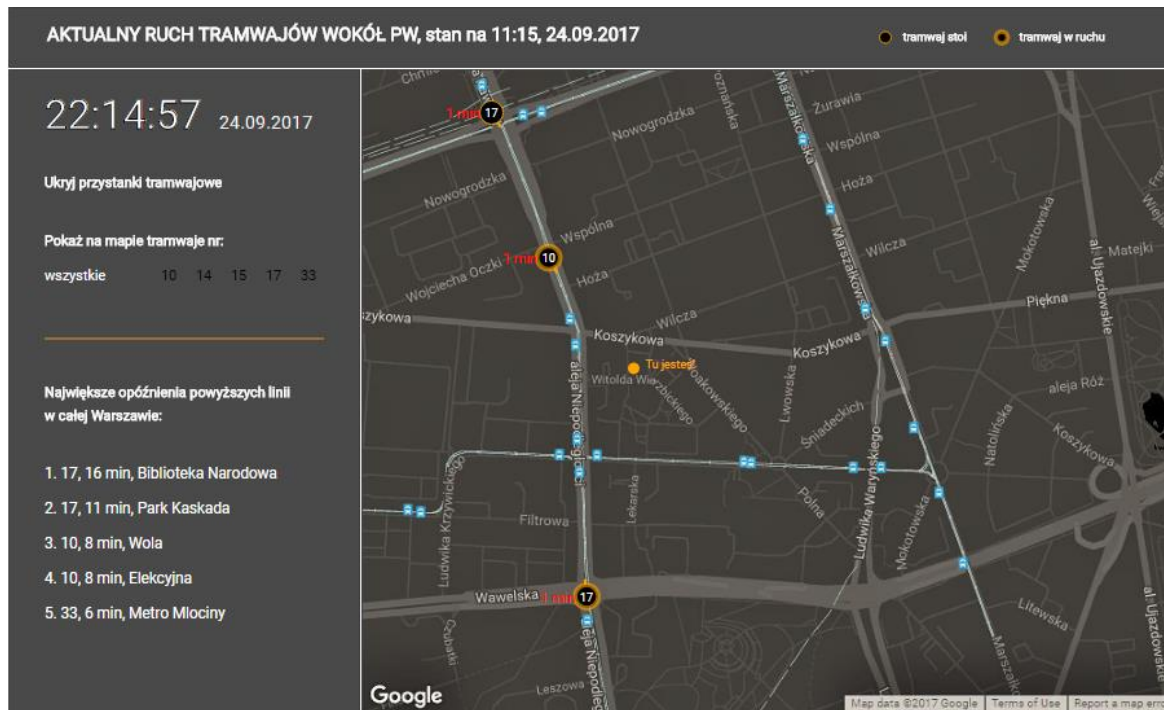 AKTUALNY RUCH TRAMWAJÓW WOKÓŁ PW, stan na 11:15, 24.09.2017
tramwaj stoi
tramwaj w ruchu
22:14:57 24.09.2017
Ukryj przystanki tramwajowe
Pokaż na mapie tramwaje nr:
wszystkie 10 14 15 17 33
Największe opóźnienia powyższych linii
w całej Warszawie:
1. 17, 16 min, Biblioteka Narodowa
2. 17, 11 min, Park Kaskada
3. 10, 8 min, Wola
4. 10, 8 min, Elekcyjna
5. 33, 6 min, Metro Mlociny
1 min 17
Nowogrodzka
Poznańska
Marszałkowska
Żurawia
Wspólna
Hoża
Nowogrodzka
Wspólna
1 min 10
Wojciecha Oczki
Hoża
Wilcza
Marszałkowska
Wilcza
Mokotowska
al. Ujazdowskie
Matejki
Piękna
Koszykowa
Koszykowa
Tu jesteś!
Lwowska
Śniadeckich
aleja Róż
Natolińska
Koszykowa
aleja Niepodległości
Ludwika Krzywickiego
Filtrowa
Lekarska
Polna
Ludwika Waryńskiego
Mokotowska
Wawelska
1 min 17
Litewska
al. Ujazdowskie
Leszowa
Google
Map data ©2017 Google
Terms of Use
Report a map erro